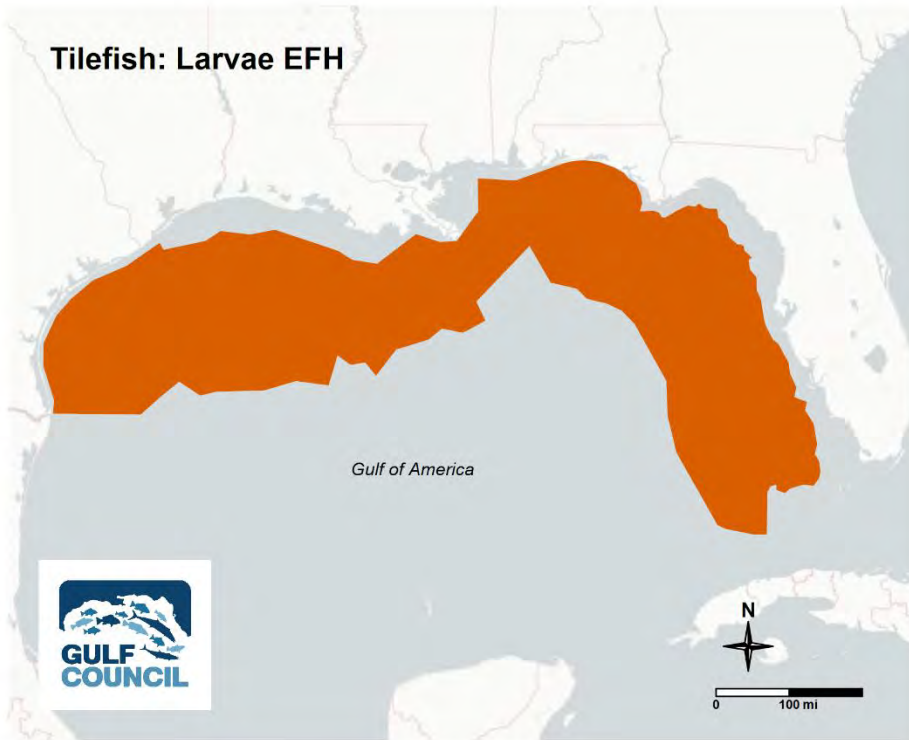 Tilefish: Larvae EFH
Gulf of America
GULF
COUNCIL
N
0 100 mi